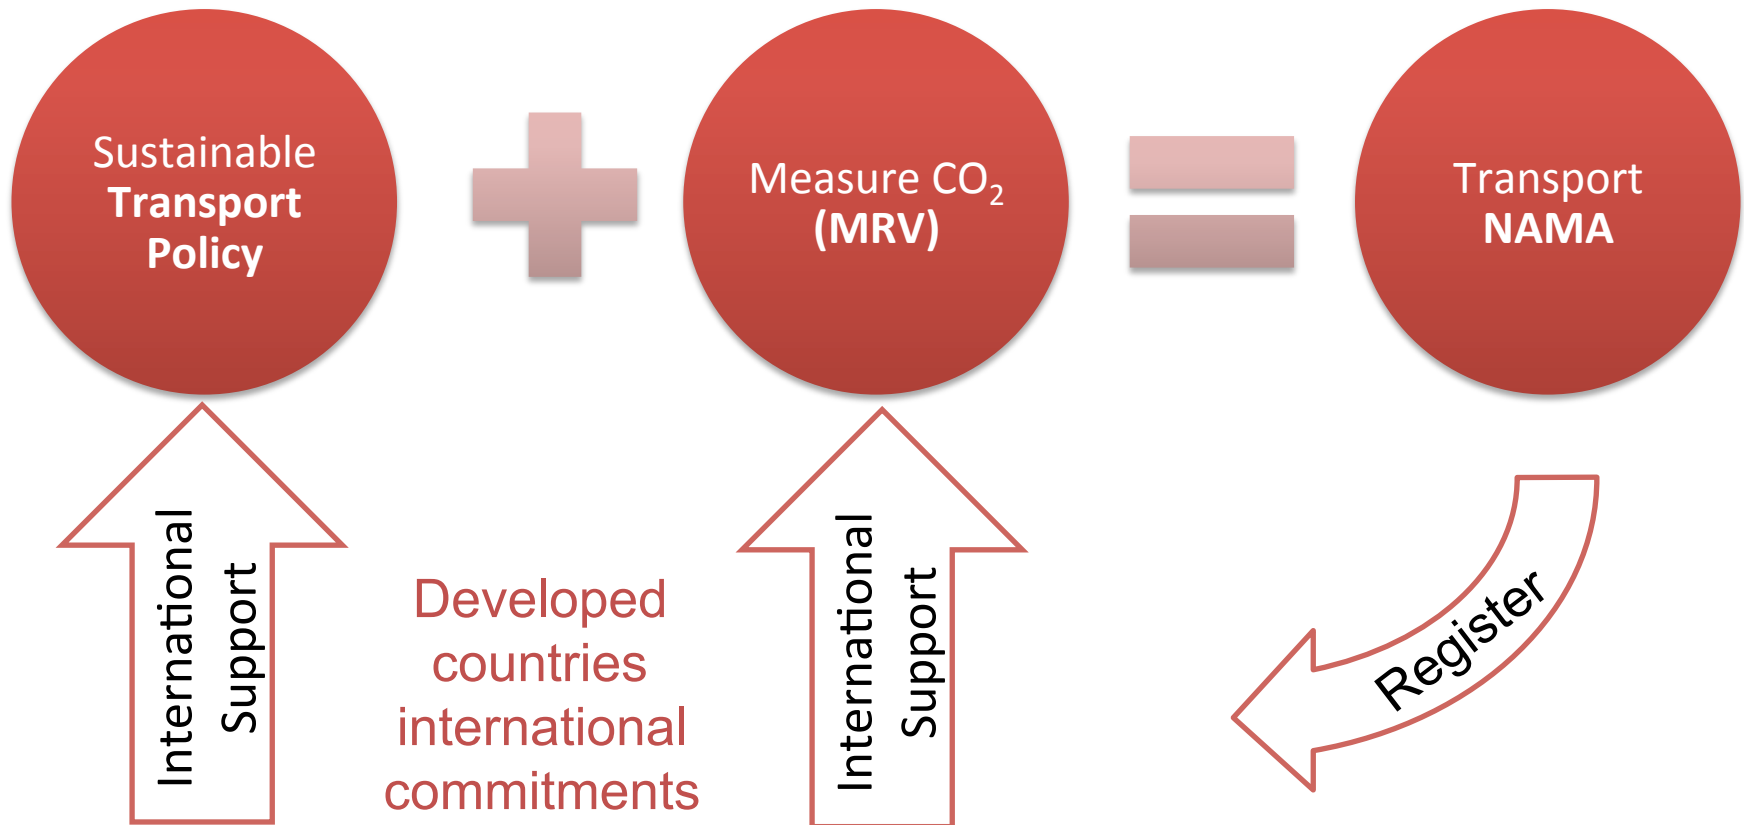 Sustainable
Transport
Policy
Measure CO₂
(MRV)
Transport
NAMA
International
Support
Developed
countries
international
commitments
International
Support
Register